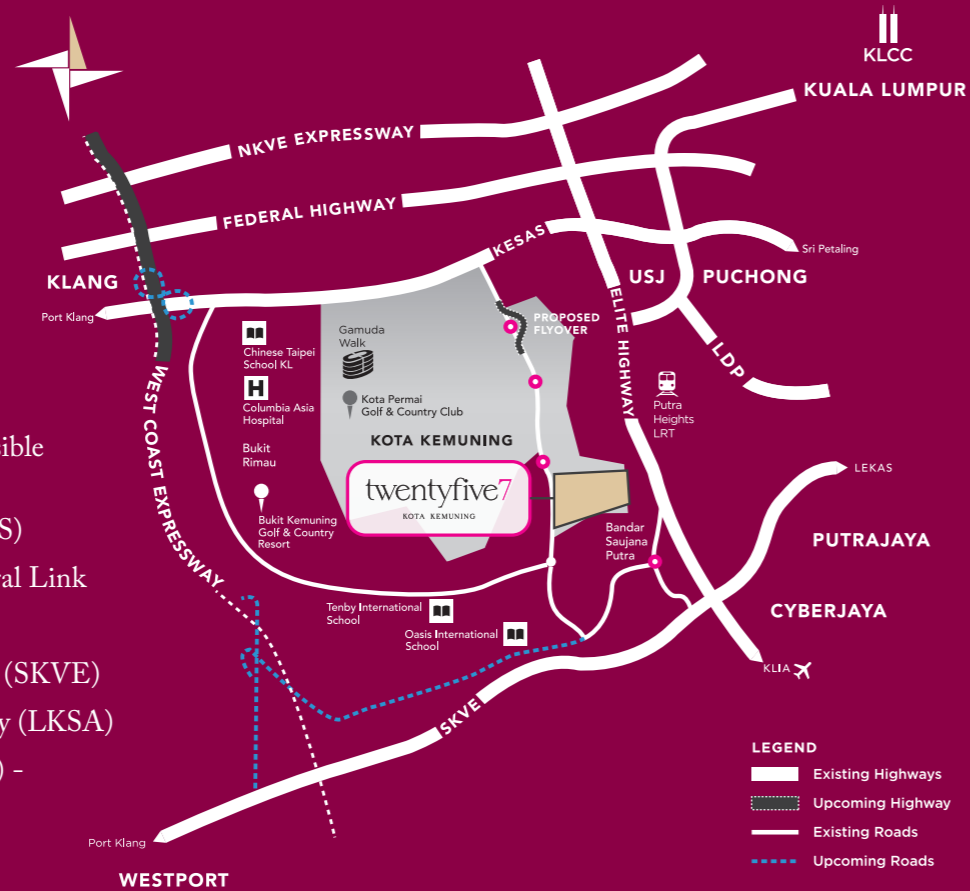 KLCC
KUALA LUMPUR
NKVE EXPRESSWAY
FEDERAL HIGHWAY
KESAS
Sri Petaling
KLANG
Port Klang
USJ
PUCHONG
ELITE HIGHWAY
PROPOSED
FLYOVER
LDP
Chinese Taipei
School KL
Gamuda
Walk
H
Columbia Asia
Hospital
Kota Permai
Golf & Country Club
Putra
Heights
LRT
WEST COAST EXPRESSWAY
KOTA KEMUNING
Bukit
Rimau
LEKAS
twentyfive7
KOTA KEMUNING
Bukit Kemuning
Golf & Country
Resort
Bandar
Saujana
Putra
PUTRAJAYA
CYBERJAYA
Tenby International
School
Oasis International
School
KLIA
SKVE
sible
S)
al Link
(SKVE)
y (LKSA)
) -
Port Klang
WESTPORT
LEGEND
Existing Highways
Upcoming Highway
Existing Roads
Upcoming Roads